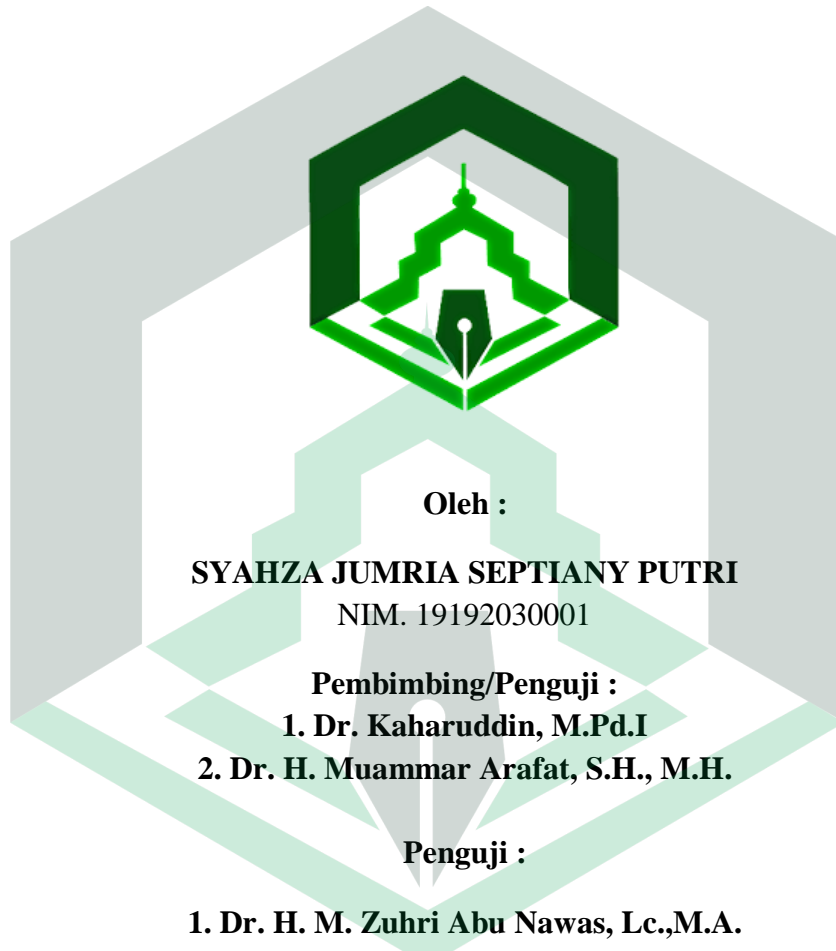 Oleh :
SYAHZA JUMRIA SEPTIANY PUTRI
NIM. 19192030001
Pembimbing/Penguji :
1. Dr. Kaharuddin, M.Pd.I
2. Dr. H. Muammar Arafat, S.H., M.H.
Penguji :
1. Dr. H. M. Zuhri Abu Nawas, Lc.,M.A.